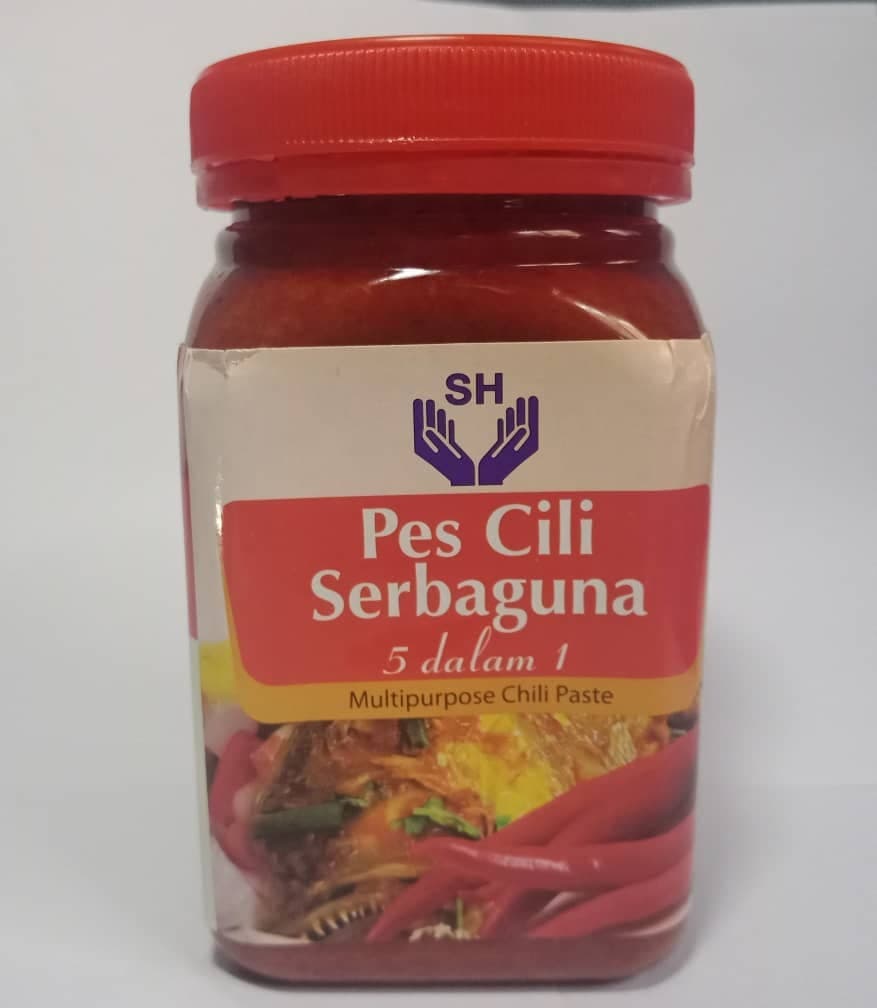 SH
Pes Cili
Serbaguna
5 dalam 1
Multipurpose Chili Paste